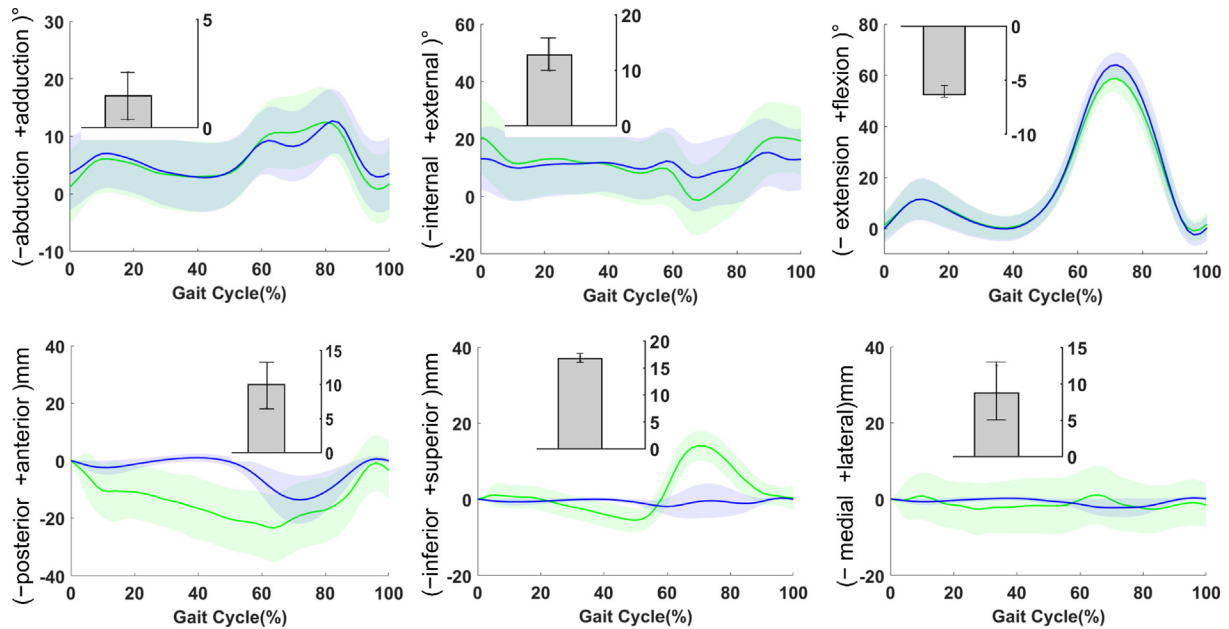 (−abduction +adduction)°
30
20
10
0
-10
5
0
0 20 40 60 80 100
Gait Cycle(%)
(−internal +external )°
60
40
20
0
-20
20
10
0
0 20 40 60 80 100
Gait Cycle(%)
(− extension +flexion)°
80
60
40
20
0
0
-5
-10
0 20 40 60 80 100
Gait Cycle(%)
(−posterior +anterior )mm
40
20
0
-20
-40
15
10
5
0
0 20 40 60 80 100
Gait Cycle(%)
(−inferior +superior )mm
40
20
0
-20
20
15
10
5
0
0 20 40 60 80 100
Gait Cycle(%)
(− medial +lateral)mm
40
20
0
-20
15
10
5
0
0 20 40 60 80 100
Gait Cycle(%)